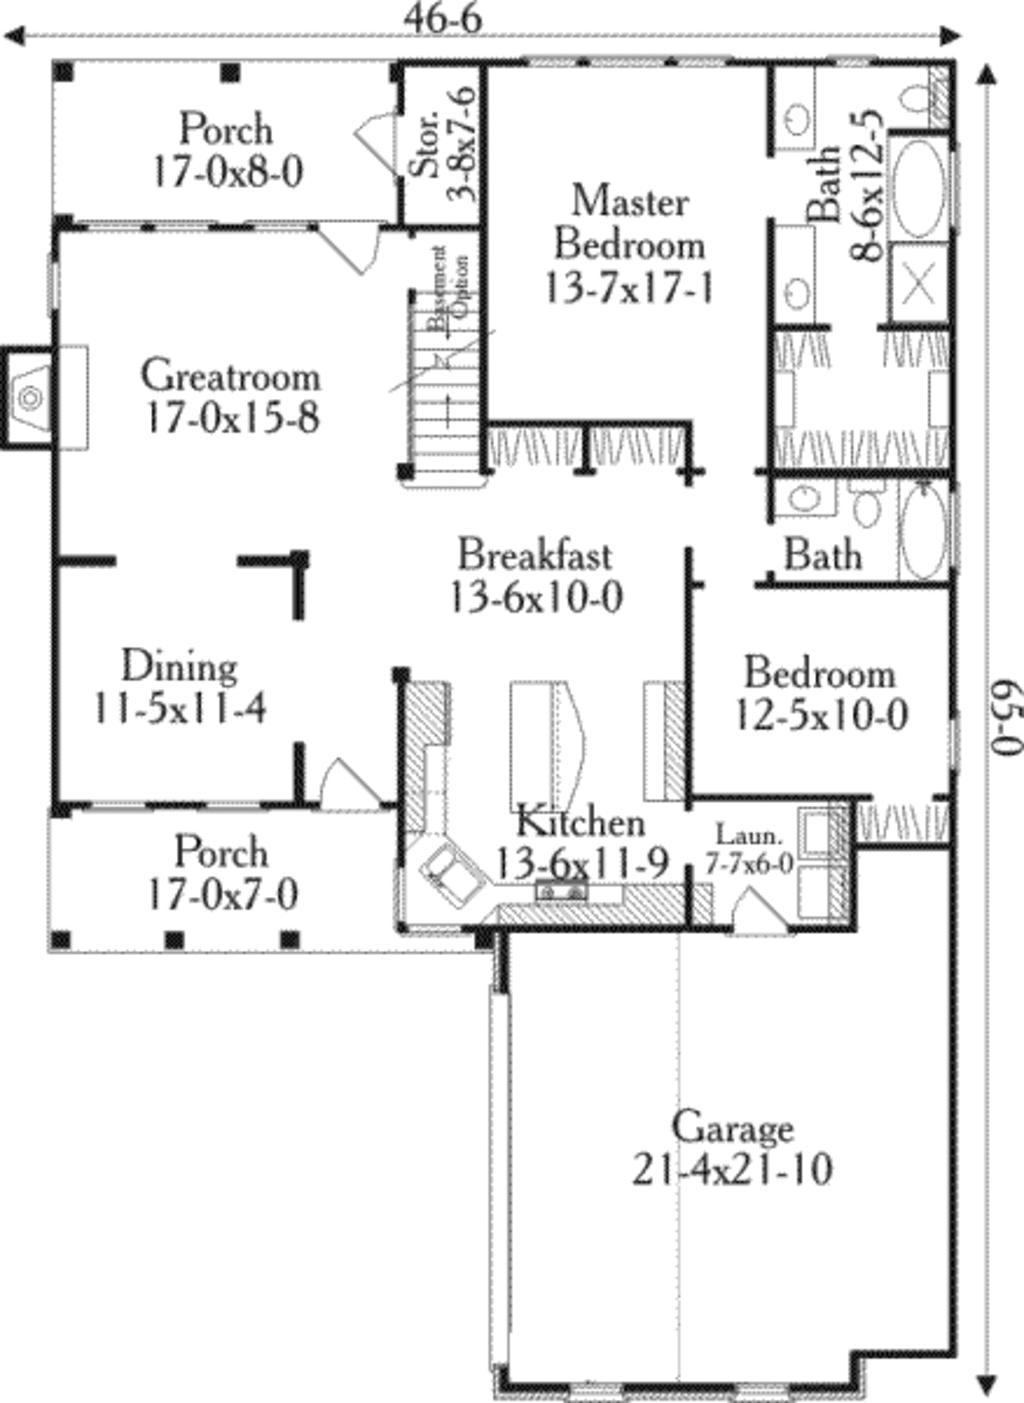 46-6
Porch
17-0x8-0
Stor.
3-8x7-6
Master
Bedroom
13-7x17-1
Bath
8-6x12-5
Basement
Option
Greatroom
17-0x15-8
Breakfast
13-6x10-0
Bath
Dining
11-5x11-4
Bedroom
12-5x10-0
65-0
Kitchen
13-6x11-9
Laun.
7-7x6-0
Porch
17-0x7-0
Garage
21-4x21-10